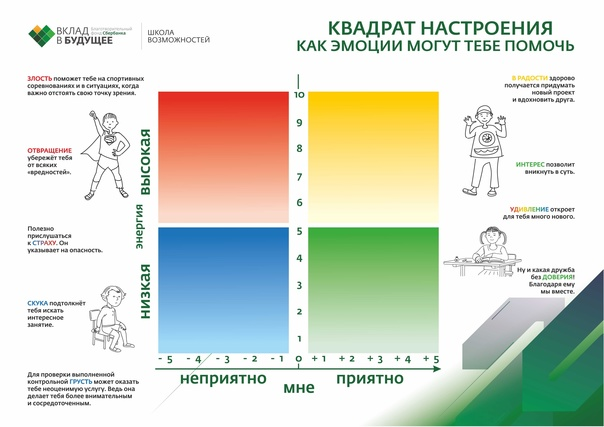 ВКЛАД
В БУДУЩЕЕ
Благотворительный
фонд Сбербанка
ШКОЛА
ВОЗМОЖНОСТЕЙ
КВАДРАТ НАСТРОЕНИЯ
КАК ЭМОЦИИ МОГУТ ТЕБЕ ПОМОЧЬ
ЗЛОСТЬ поможет тебе на спортивных
соревнованиях и в ситуациях, когда
важно отстоять свою точку зрения.
ОТВРАЩЕНИЕ
убережёт тебя
от всяких
«вредностей».
Полезно
прислушаться
к СТРАХУ. Он
указывает на опасность.
СКУКА подтолкнёт
тебя искать
интересное
занятие.
Для проверки выполненной
контрольной ГРУСТЬ может оказать
тебе неоценимую услугу. Ведь она
делает тебя более внимательным
и сосредоточенным.
высокая
энергия
низкая
10
9
8
7
6
5
4
3
2
1
- 5 - 4 - 3 - 2 - 1 0 + 1 + 2 + 3 + 4 + 5
неприятно приятно
мне
В РАДОСТИ здорово
получается придумать
новый проект
и вдохновить друга.
ИНТЕРЕС позволит
вникнуть в суть.
УДИВЛЕНИЕ откроет
для тебя много нового.
Ну и какая дружба
без ДОВЕРИЯ!
Благодаря ему
мы вместе.